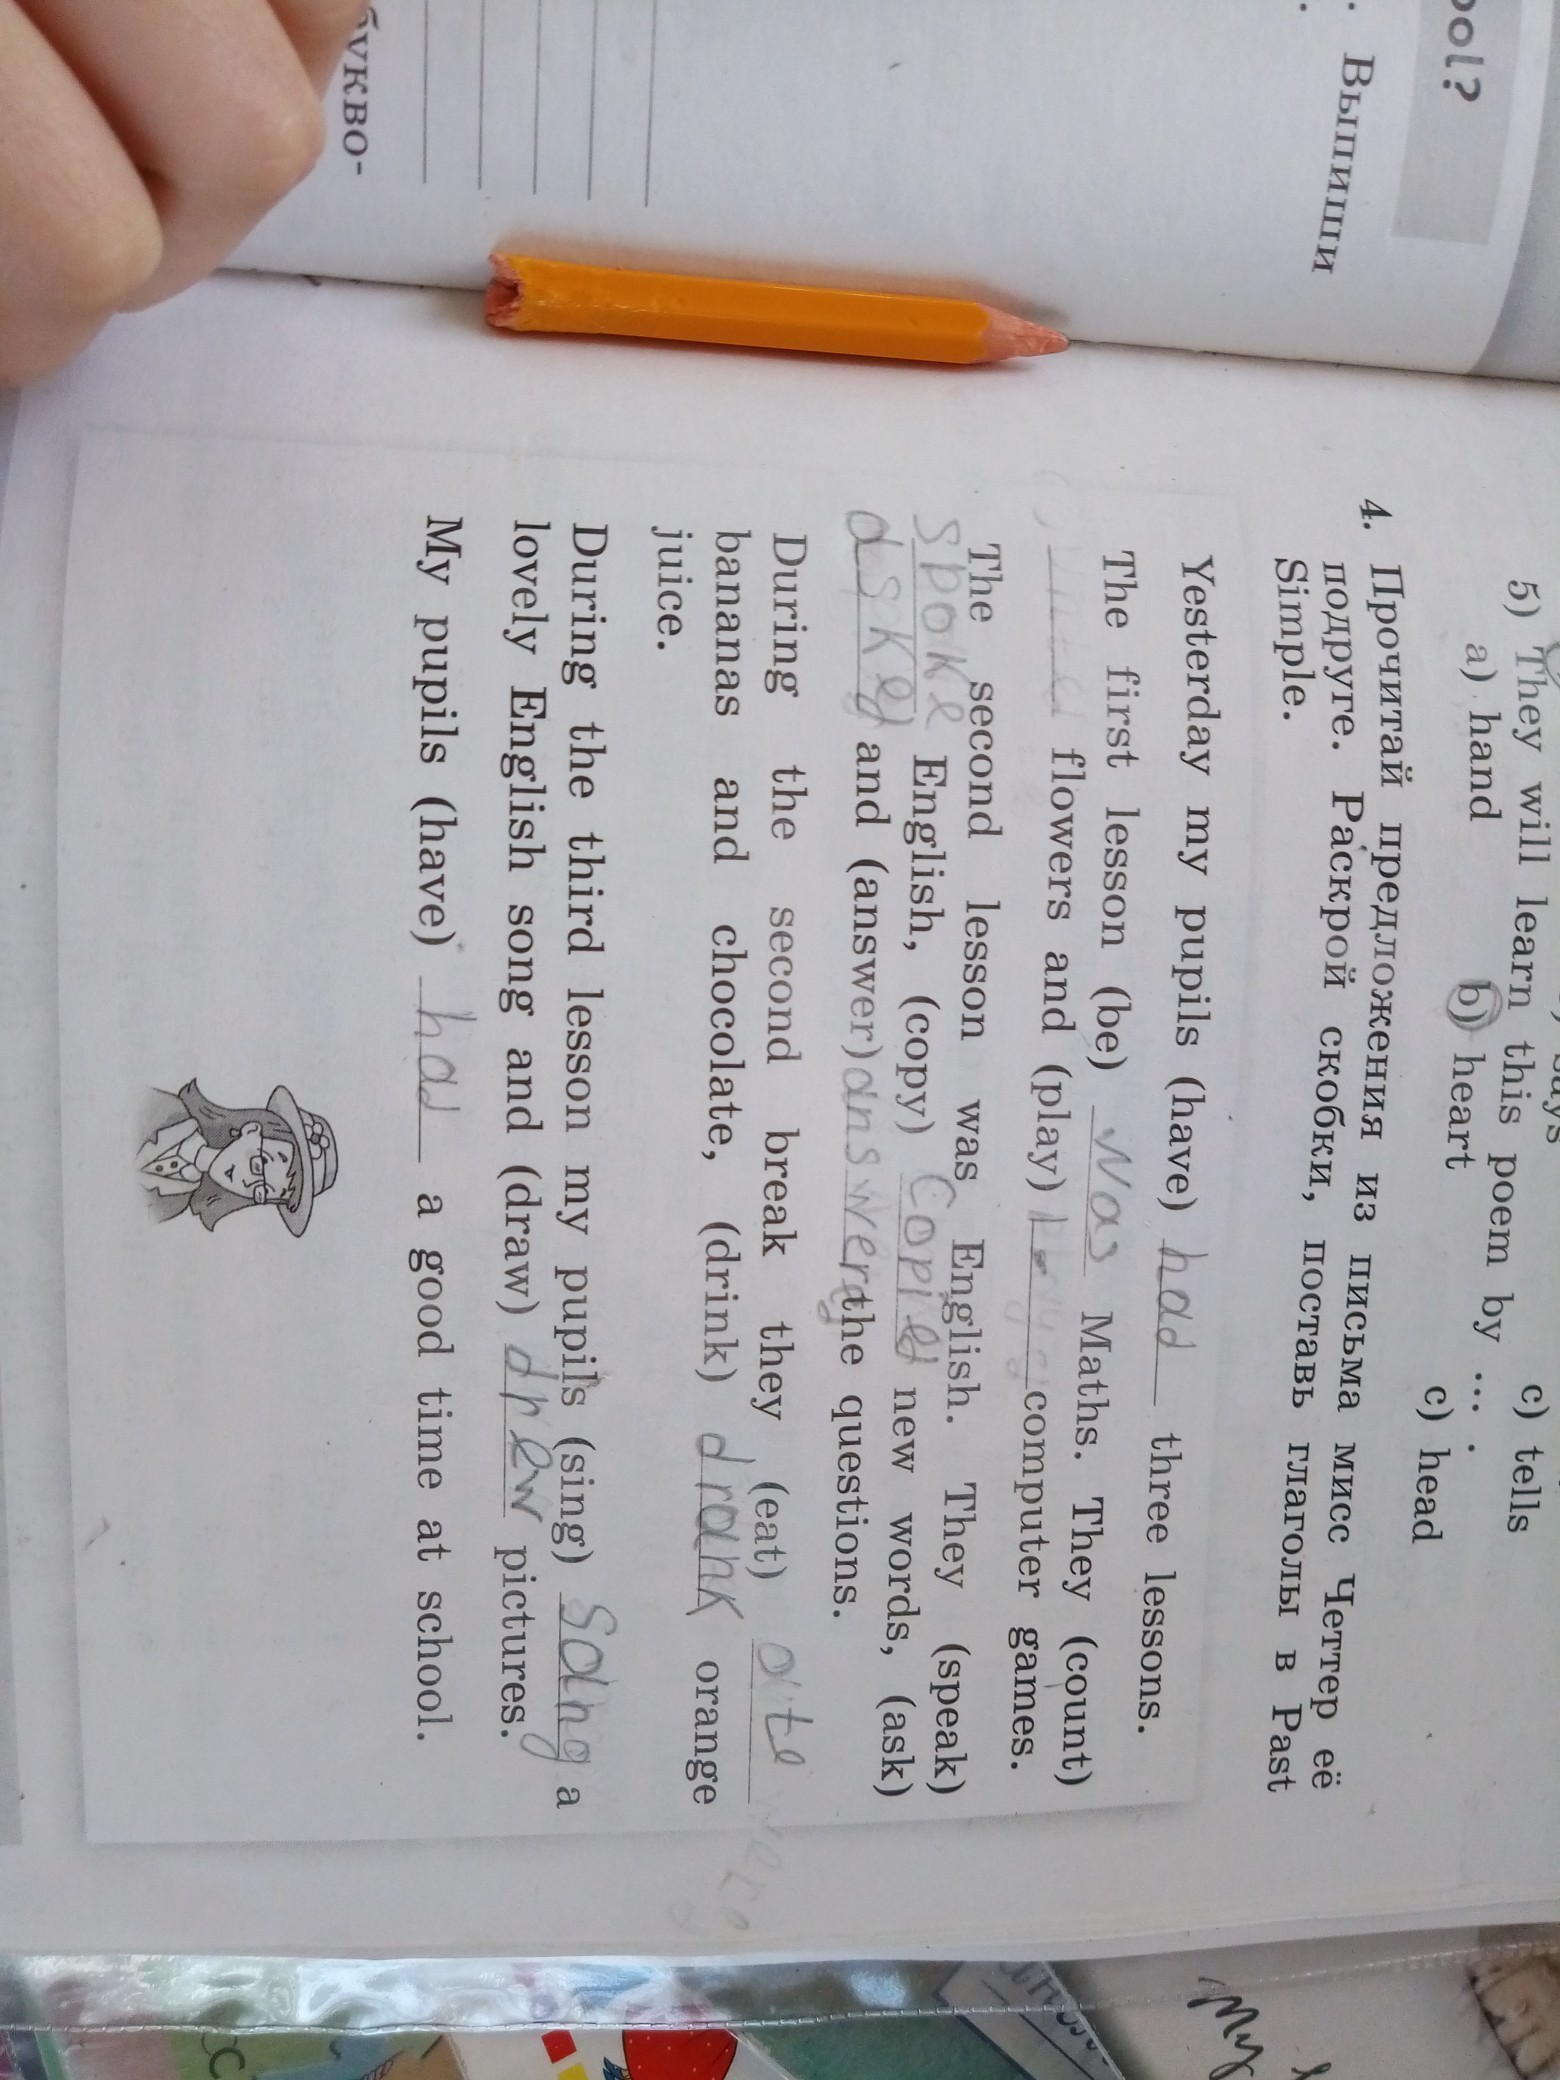 ool?
Выпиши
букво-
c) tells
5) They will learn this poem by ... .
a) hand b) heart c) head
4. Прочитай предложения из письма мисс Четтер её
подруге. Раскрой скобки, поставь глаголы в Past
Simple.
Yesterday my pupils (have) had three lessons.
The first lesson (be) was Maths. They (count)
flowers and (play) computer games.
The second lesson was English. They (speak)
spoke English, (copy) copied new words, (ask)
asked and (answer) answered the questions.
During the second break they (eat) ate
bananas and chocolate, (drink) drank orange
juice.
During the third lesson my pupils (sing) sang a
lovely English song and (draw) drew pictures.
My pupils (have) had a good time at school.
My